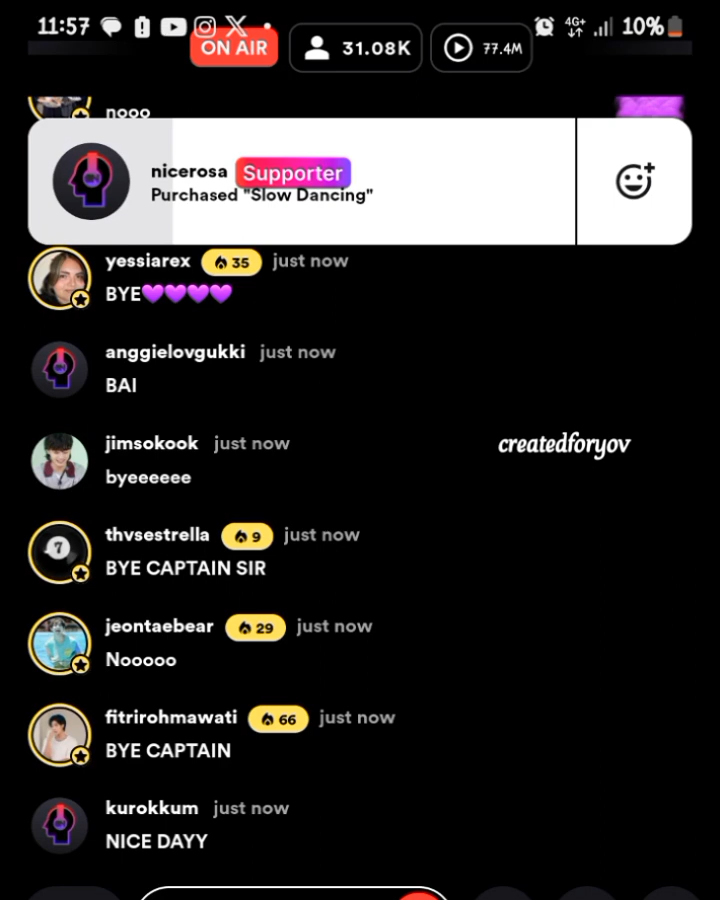 11:57
4G+
10%
ON AIR
31.08K
77.4M
nooo
nicerosa Supporter
Purchased "Slow Dancing"
yessiarex 35 just now
BYE💜💜💜💜
anggielovgukki just now
BAI
jimsokook just now
createdforyov
byeeeeee
thvsestrella 9 just now
7
BYE CAPTAIN SIR
jeontaebear 29 just now
Nooooo
fitrirohmawati 66 just now
BYE CAPTAIN
kurokkum just now
NICE DAYY